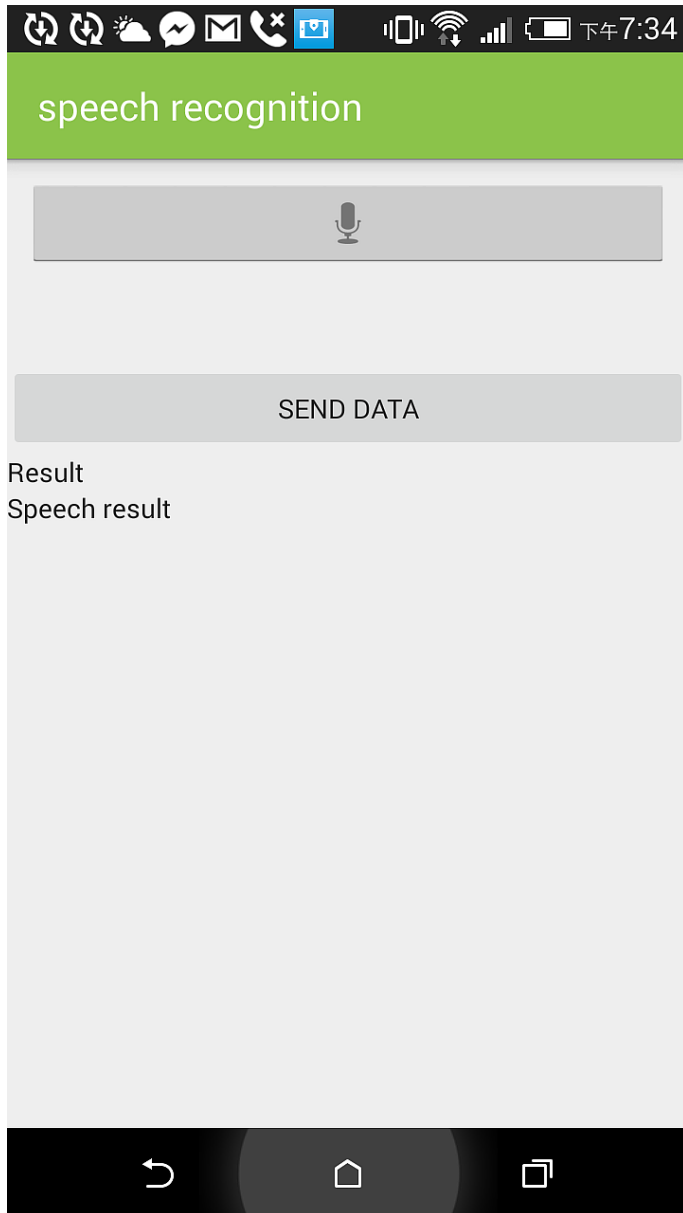 下午7:34
speech recognition
SEND DATA
Result
Speech result